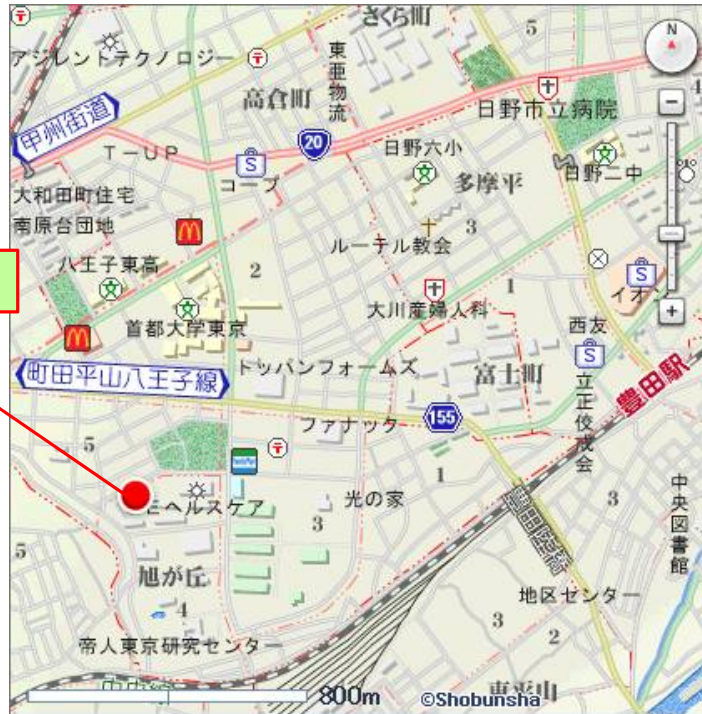 さくら町
5
アジレントテクノロジー
東亜物流
N
高倉町
甲州街道
20
日野市立病院
T-UP
日野六小
S
コープ
日野二中
大和田町住宅
多摩平
南原台団地
3
ルーテル教会
八王子東高
2
1
S
イオン
首都大学東京
大川産婦人科
西友
S
町田平山八王子線
トッパンフォームズ
富士町
豊田駅
立正佼成会
155
ファナック
5
1
中央図書館
光の家
3
Eヘルスケア
3
5
旭が丘
地区センター
4
3
2
帝人東京研究センター
800m
©Shobunsha